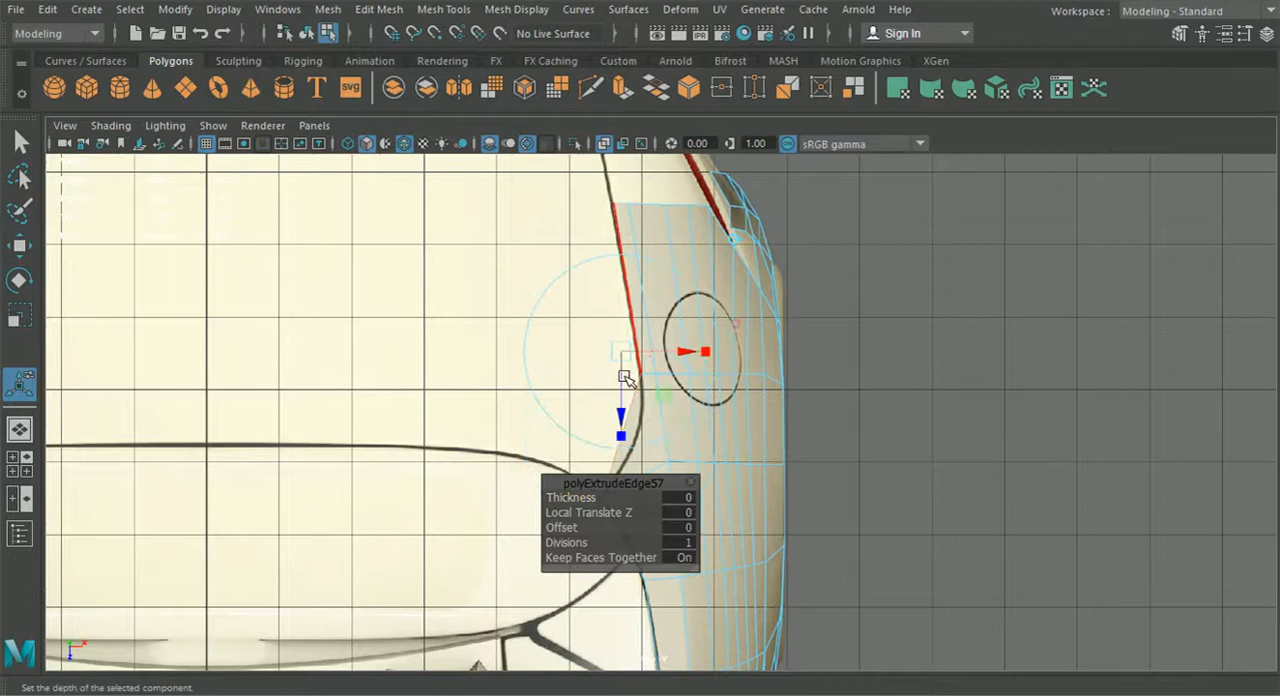 File Edit Create Select Modify Display Windows Mesh Edit Mesh Mesh Tools Mesh Display Curves Surfaces Deform UV Generate Cache Arnold Help Workspace: Modeling - Standard
Modeling No Live Surface Sign In
Curves / Surfaces Polygons Sculpting Rigging Animation Rendering FX FX Caching Custom Arnold Bifrost MASH Motion Graphics XGen
T SVG
View Shading Lighting Show Renderer Panels
0.00 1.00 sRGB gamma
polyExtrudeEdge57
Thickness 0
Local Translate Z 0
Offset 0
Divisions 1
Keep Faces Together On
Set the depth of the selected component.